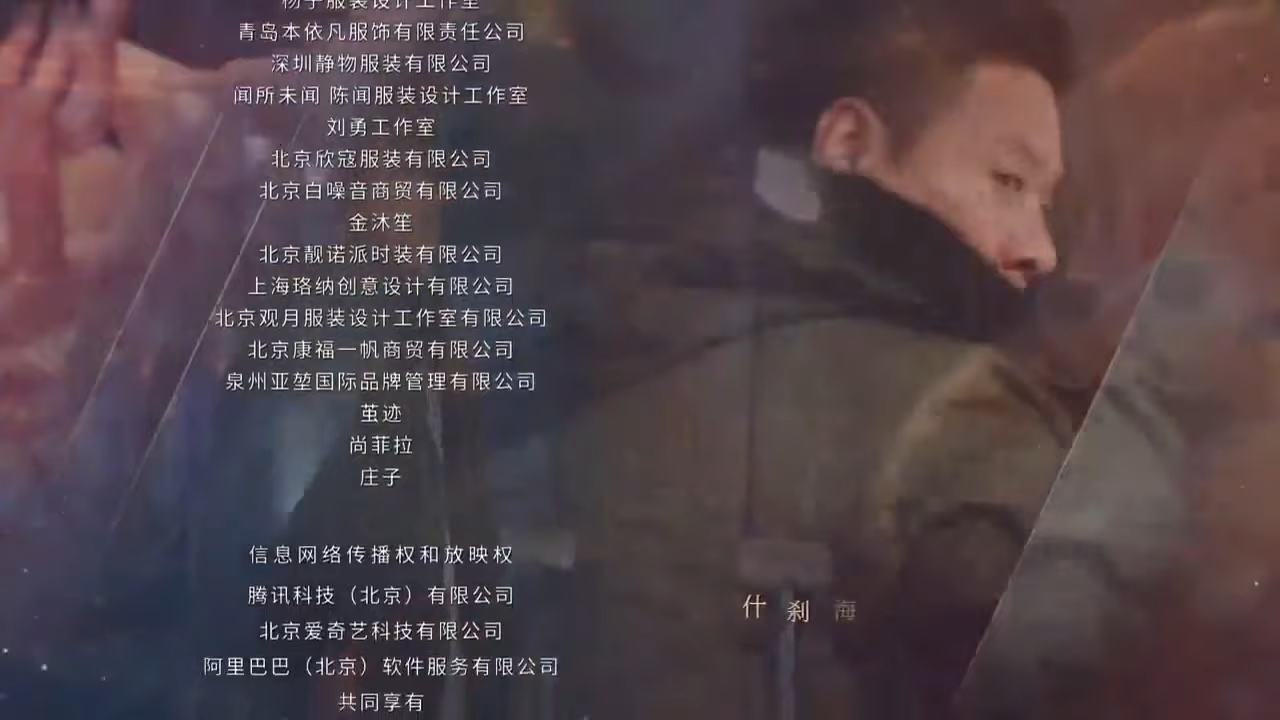 杨子服装设计工作室
青岛本依凡服饰有限责任公司
深圳静物服装有限公司
闻所未闻 陈闻服装设计工作室
刘勇工作室
北京欣寇服装有限公司
北京白噪音商贸有限公司
金沐笙
北京靓诺派时装有限公司
上海珞纳创意设计有限公司
北京观月服装设计工作室有限公司
北京康福一帆商贸有限公司
泉州亚堃国际品牌管理有限公司
茧迹
尚菲拉
庄子
信息网络传播权和放映权
腾讯科技（北京）有限公司
北京爱奇艺科技有限公司
阿里巴巴（北京）软件服务有限公司
共同享有
什刹海